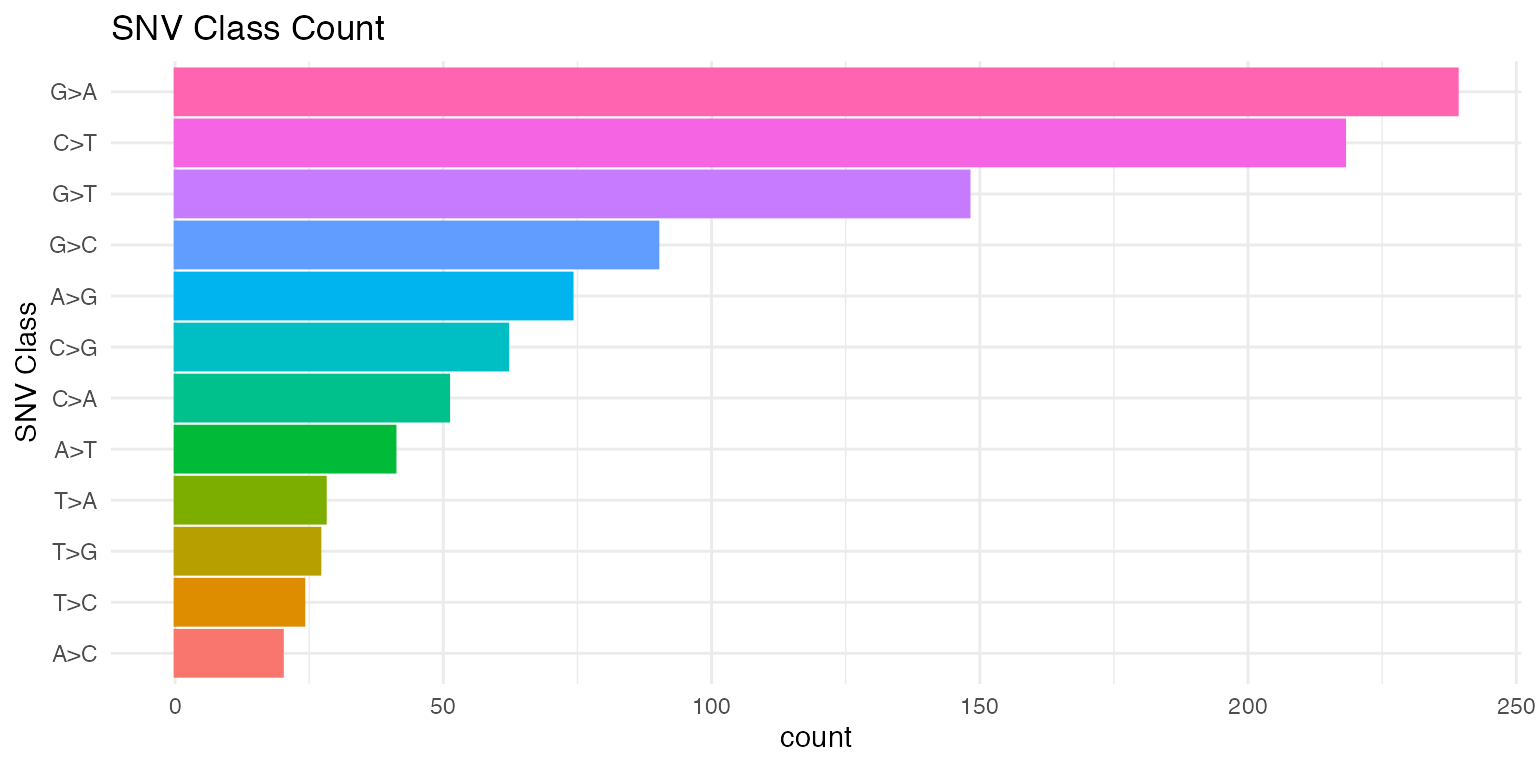 SNV Class Count
SNV Class
G>A
C>T
G>T
G>C
A>G
C>G
C>A
A>T
T>A
T>G
T>C
A>C
0 50 100 150 200 250
count